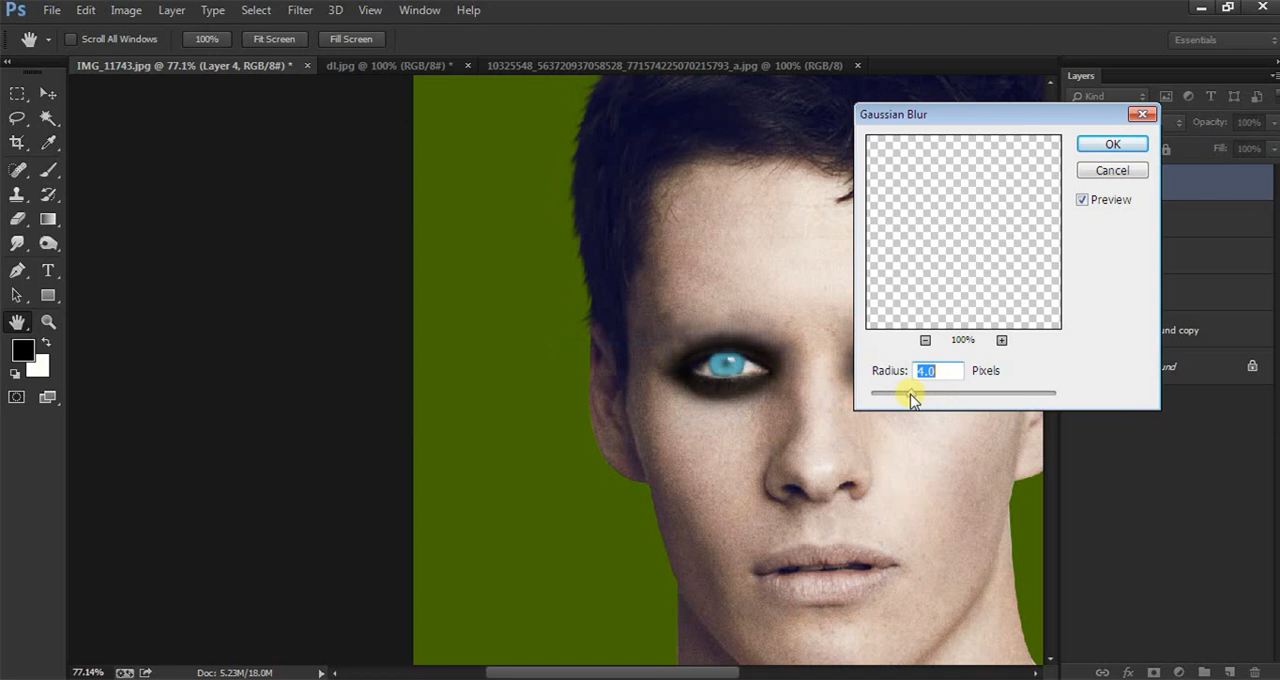 Ps File Edit Image Layer Type Select Filter 3D View Window Help
Scroll All Windows 100% Fit Screen Fill Screen Essentials
IMG_11743.jpg @ 77.1% (Layer 4, RGB/8#) * × dl.jpg @ 100% (RGB/8#) * × 10325548_563720937058528_771574225070215793_a.jpg @ 100% (RGB/8) ×
Layers
Kind
Opacity: 100%
Fill: 100%
Gaussian Blur
OK
Cancel
Preview
100%
Radius: 4.0 Pixels
und copy
und
77.14% Doc: 5.23M/18.0M